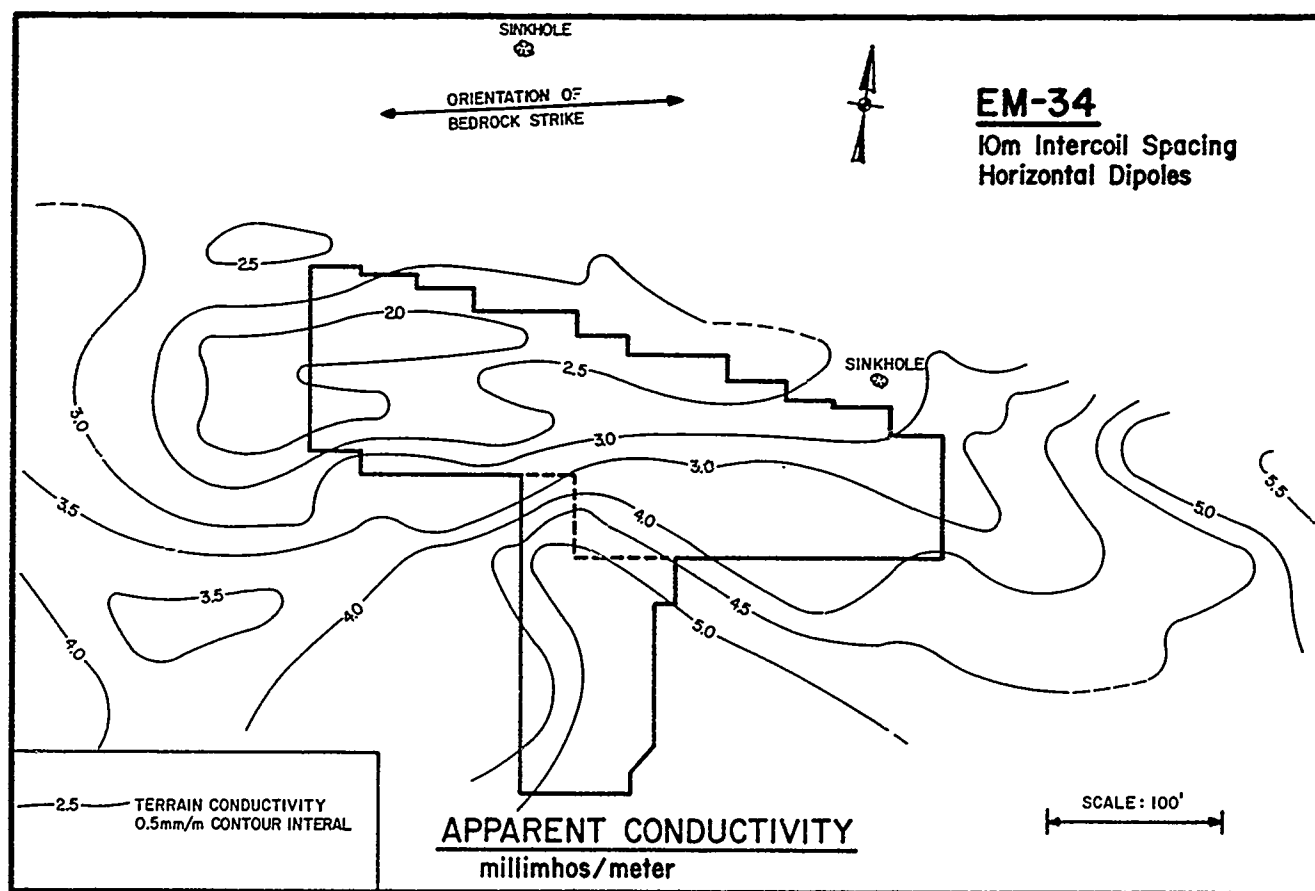 SINKHOLE
ORIENTATION OF
BEDROCK STRIKE
EM-34
10m Intercoil Spacing
Horizontal Dipoles
2.5
2.0
SINKHOLE
2.5
3.0
3.0
3.0
3.5
4.0
5.0
5.5
3.5
4.0
4.5
4.0
5.0
2.5 TERRAIN CONDUCTIVITY
0.5mm/m CONTOUR INTERAL
APPARENT CONDUCTIVITY
millimhos/meter
SCALE: 100'